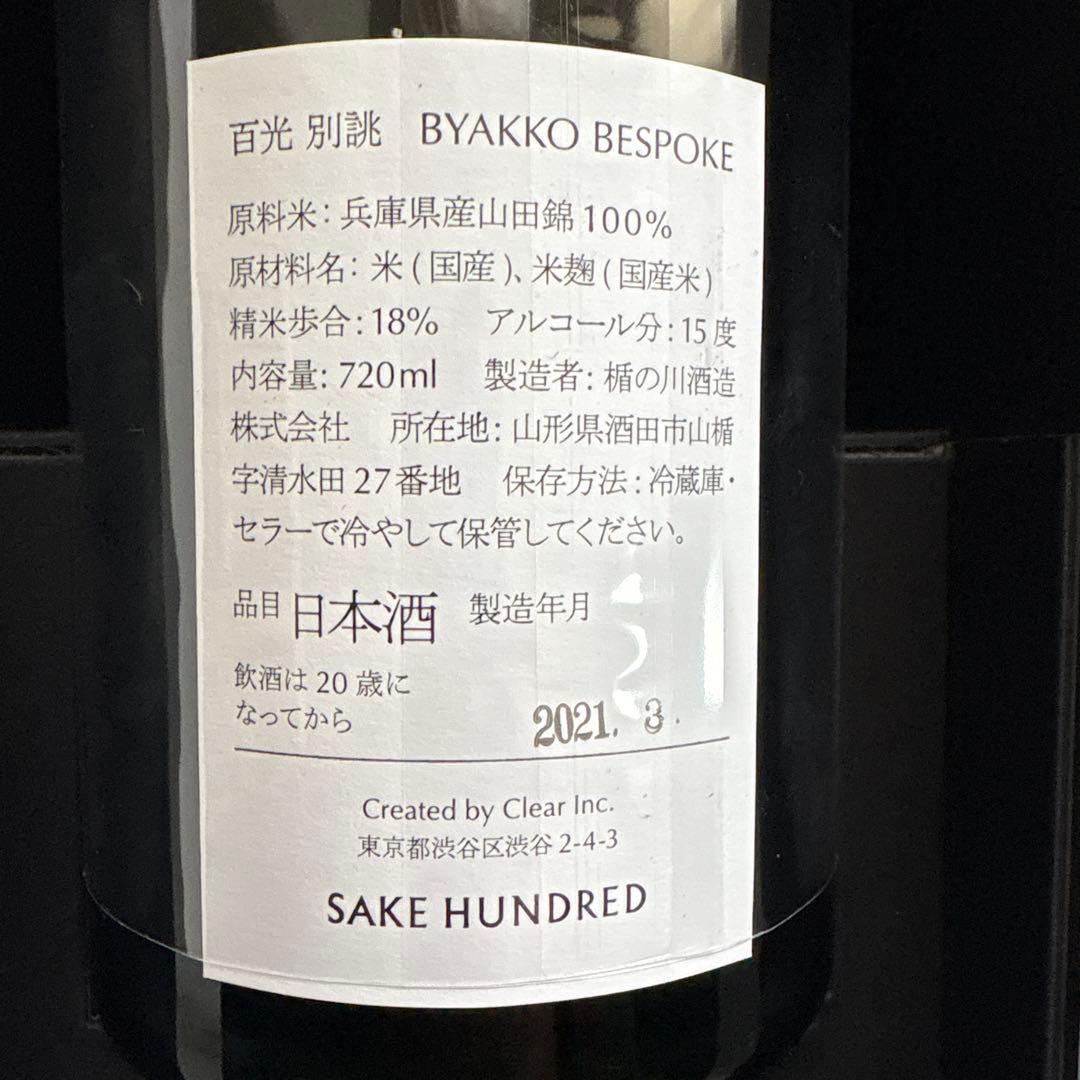 百光 別誂 BYAKKO BESPOKE
原料米：兵庫県産山田錦100%
原材料名：米(国産)、米麹(国産米)
精米歩合：18% アルコール分：15度
内容量：720ml 製造者：楯の川酒造
株式会社 所在地：山形県酒田市山楯
字清水田27番地 保存方法：冷蔵庫・
セラーで冷やして保管してください。
品目 日本酒 製造年月
飲酒は20歳に
なってから
2021. 3.
Created by Clear Inc.
東京都渋谷区渋谷2-4-3
SAKE HUNDRED